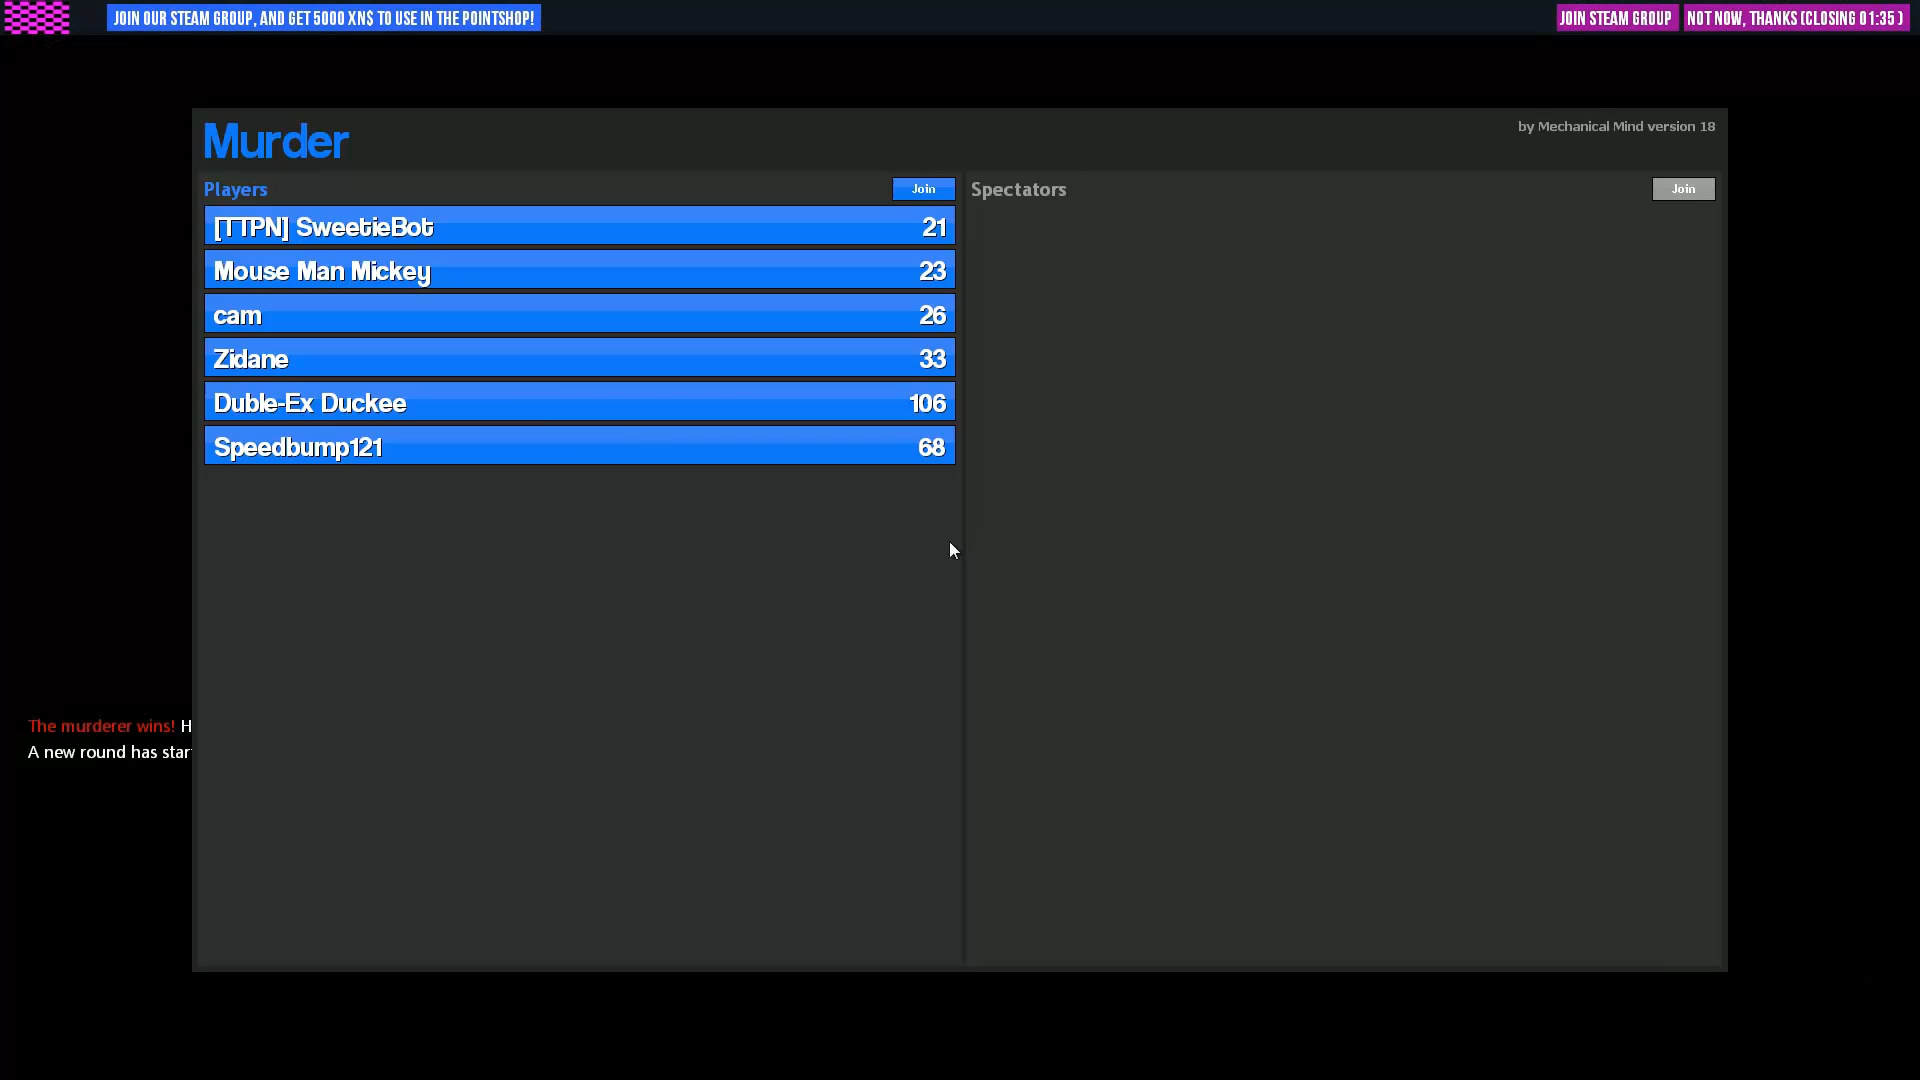 JOIN OUR STEAM GROUP, AND GET 5000 XN$ TO USE IN THE POINTSHOP!
JOIN STEAM GROUP
NOT NOW, THANKS (CLOSING 01:35 )
Murder
by Mechanical Mind version 18
Players
Join
Spectators
Join
[TTPN] SweetieBot 21
Mouse Man Mickey 23
cam 26
Zidane 33
Duble-Ex Duckee 106
Speedbump121 68
The murderer wins! H
A new round has star